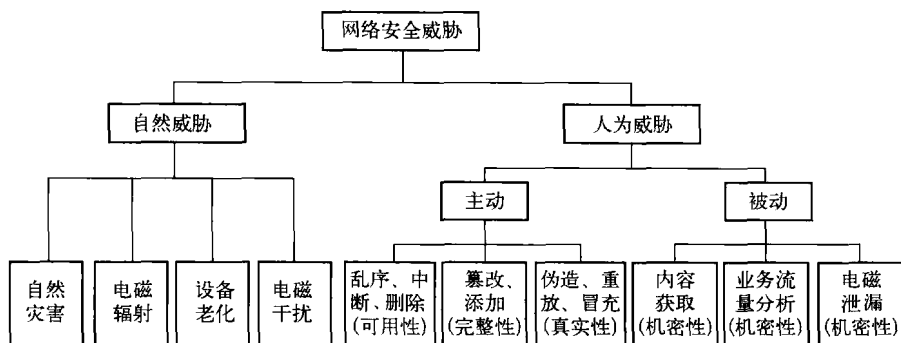 网络安全威胁
自然威胁
人为威胁
主动
被动
自然
灾害
电磁
辐射
设备
老化
电磁
干扰
乱序、中
断、删除
(可用性)
篡改、
添加
(完整性)
伪造、重
放、冒充
(真实性)
内容
获取
(机密性)
业务流
量分析
(机密性)
电磁
泄漏
(机密性)